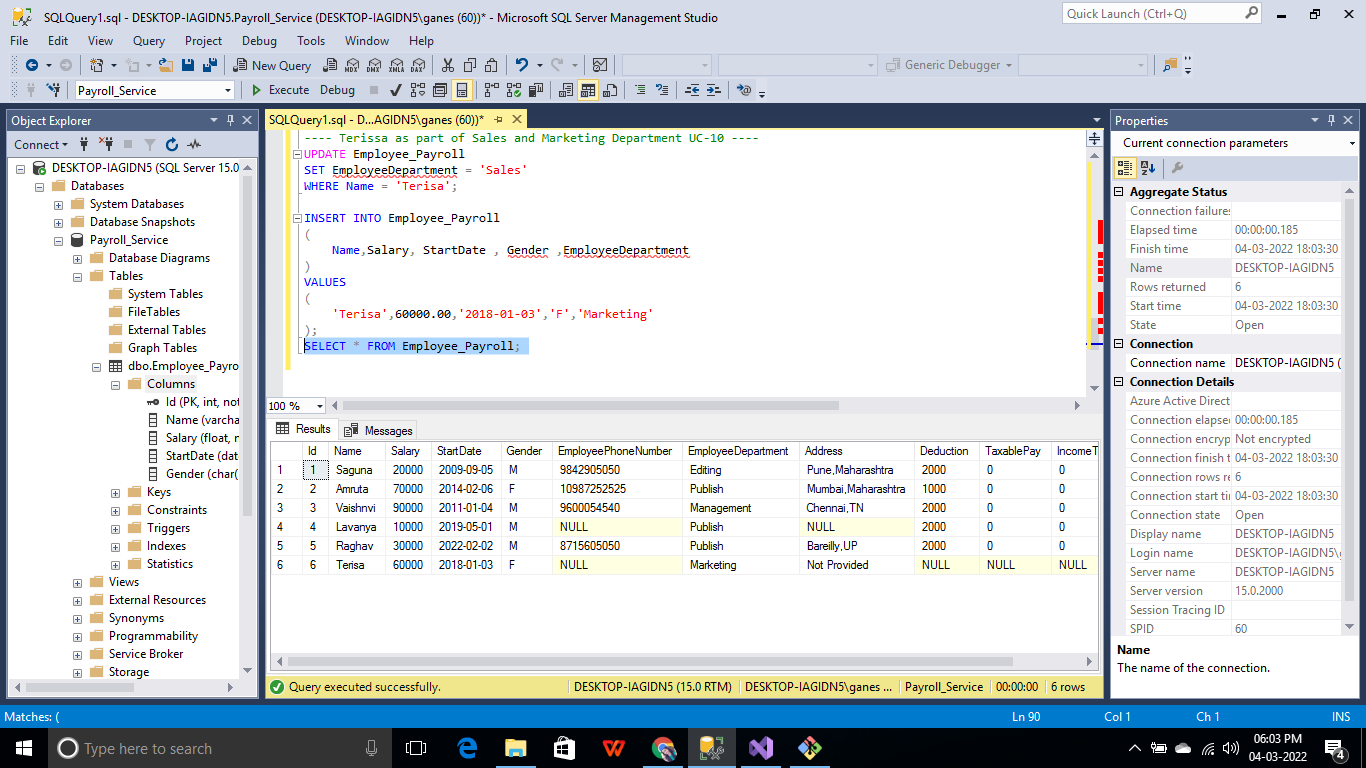 SQLQuery1.sql - DESKTOP-IAGIDN5.Payroll_Service (DESKTOP-IAGIDN5\ganes (60))* - Microsoft SQL Server Management Studio
Quick Launch (Ctrl+Q)
File Edit View Query Project Debug Tools Window Help
New Query MDX DMX XMLA DAX Generic Debugger
Payroll_Service Execute Debug
Object Explorer
Connect
DESKTOP-IAGIDN5 (SQL Server 15.0
Databases
System Databases
Database Snapshots
Payroll_Service
Database Diagrams
Tables
System Tables
FileTables
External Tables
Graph Tables
dbo.Employee_Payro
Columns
Id (PK, int, not
Name (varcha
Salary (float, n
StartDate (dat
Gender (char(
Keys
Constraints
Triggers
Indexes
Statistics
Views
External Resources
Synonyms
Programmability
Service Broker
Storage
SQLQuery1.sql - D...AGIDN5\ganes (60))*
---- Terissa as part of Sales and Marketing Department UC-10 ----
UPDATE Employee_Payroll
SET EmployeeDepartment = 'Sales'
WHERE Name = 'Terisa';
INSERT INTO Employee_Payroll
(
Name,Salary, StartDate , Gender ,EmployeeDepartment
)
VALUES
(
'Terisa',60000.00,'2018-01-03','F','Marketing'
);
SELECT * FROM Employee_Payroll;
100 %
Results Messages
Id Name Salary StartDate Gender EmployeePhoneNumber EmployeeDepartment Address Deduction TaxablePay IncomeT
1 1 Saguna 20000 2009-09-05 M 9842905050 Editing Pune,Maharashtra 2000 0 0
2 2 Amruta 70000 2014-02-06 F 10987252525 Publish Mumbai,Maharashtra 1000 0 0
3 3 Vaishnvi 90000 2011-01-04 M 9600054540 Management Chennai,TN 2000 0 0
4 4 Lavanya 10000 2019-05-01 M NULL Publish NULL 2000 0 0
5 5 Raghav 30000 2022-02-02 M 8715605050 Publish Bareilly,UP 2000 0 0
6 6 Terisa 60000 2018-01-03 F NULL Marketing Not Provided NULL NULL NULL
Query executed successfully. DESKTOP-IAGIDN5 (15.0 RTM) DESKTOP-IAGIDN5\ganes ... Payroll_Service 00:00:00 6 rows
Properties
Current connection parameters
Aggregate Status
Connection failures
Elapsed time 00:00:00.185
Finish time 04-03-2022 18:03:30
Name DESKTOP-IAGIDN5
Rows returned 6
Start time 04-03-2022 18:03:30
State Open
Connection
Connection name DESKTOP-IAGIDN5 (
Connection Details
Azure Active Direct
Connection elapse 00:00:00.185
Connection encryp Not encrypted
Connection finish t 04-03-2022 18:03:30
Connection rows re 6
Connection start ti 04-03-2022 18:03:30
Connection state Open
Display name DESKTOP-IAGIDN5
Login name DESKTOP-IAGIDN5\
Server name DESKTOP-IAGIDN5
Server version 15.0.2000
Session Tracing ID
SPID 60
Name
The name of the connection.
Matches: ( Ln 90 Col 1 Ch 1 INS
Type here to search
06:03 PM
04-03-2022
4